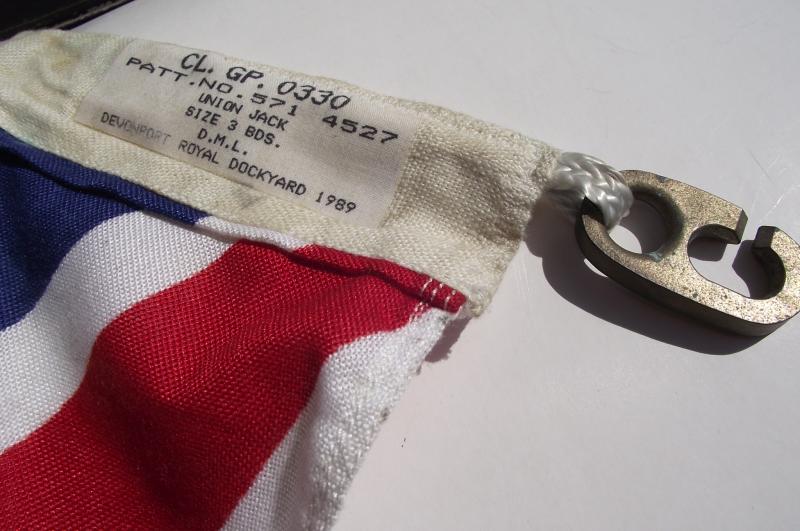 CL. GP. 0330
PATT. NO. 571 4527
UNION JACK
SIZE 3 BDS.
D.M.L.
DEVONPORT ROYAL DOCKYARD 1989